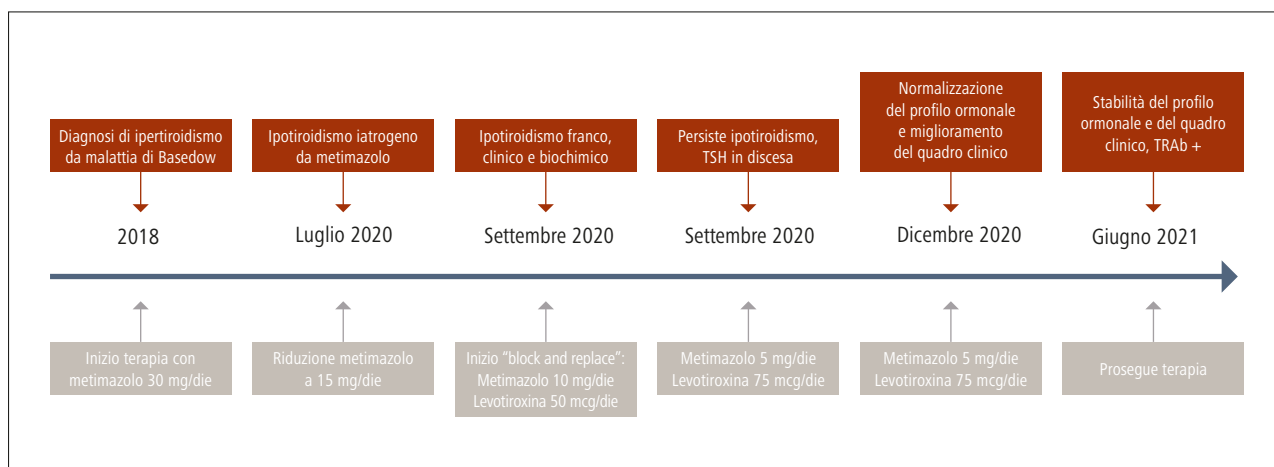 Diagnosi di ipertiroidismo
da malattia di Basedow
Ipotiroidismo iatrogeno
da metimazolo
Ipotiroidismo franco,
clinico e biochimico
Persiste ipotiroidismo,
TSH in discesa
Normalizzazione
del profilo ormonale
e miglioramento
del quadro clinico
Stabilità del profilo
ormonale e del quadro
clinico, TRAb +
2018
Luglio 2020
Settembre 2020
Settembre 2020
Dicembre 2020
Giugno 2021
Inizio terapia con
metimazolo 30 mg/die
Riduzione metimazolo
a 15 mg/die
Inizio “block and replace”:
Metimazolo 10 mg/die
Levotiroxina 50 mcg/die
Metimazolo 5 mg/die
Levotiroxina 75 mcg/die
Metimazolo 5 mg/die
Levotiroxina 75 mcg/die
Prosegue terapia